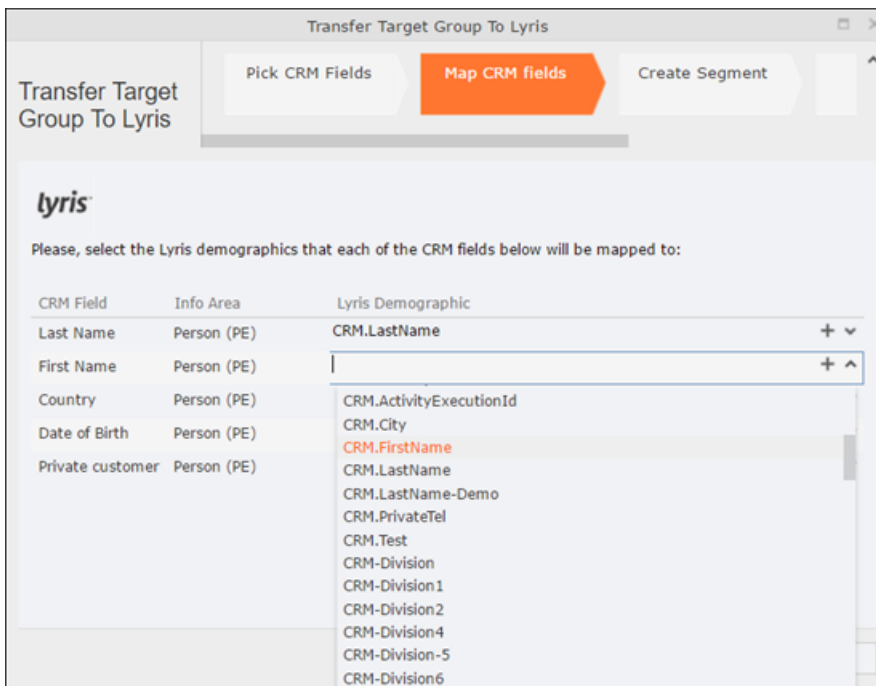 Transfer Target Group To Lyris
Transfer Target
Group To Lyris
Pick CRM Fields
Map CRM fields
Create Segment
lyris
Please, select the Lyris demographics that each of the CRM fields below will be mapped to:
CRM Field Info Area Lyris Demographic
Last Name Person (PE) CRM.LastName
First Name Person (PE)
Country Person (PE)
Date of Birth Person (PE)
Private customer Person (PE)
CRM.ActivityExecutionId
CRM.City
CRM.FirstName
CRM.LastName
CRM.LastName-Demo
CRM.PrivateTel
CRM.Test
CRM-Division
CRM-Division1
CRM-Division2
CRM-Division4
CRM-Division-5
CRM-Division6